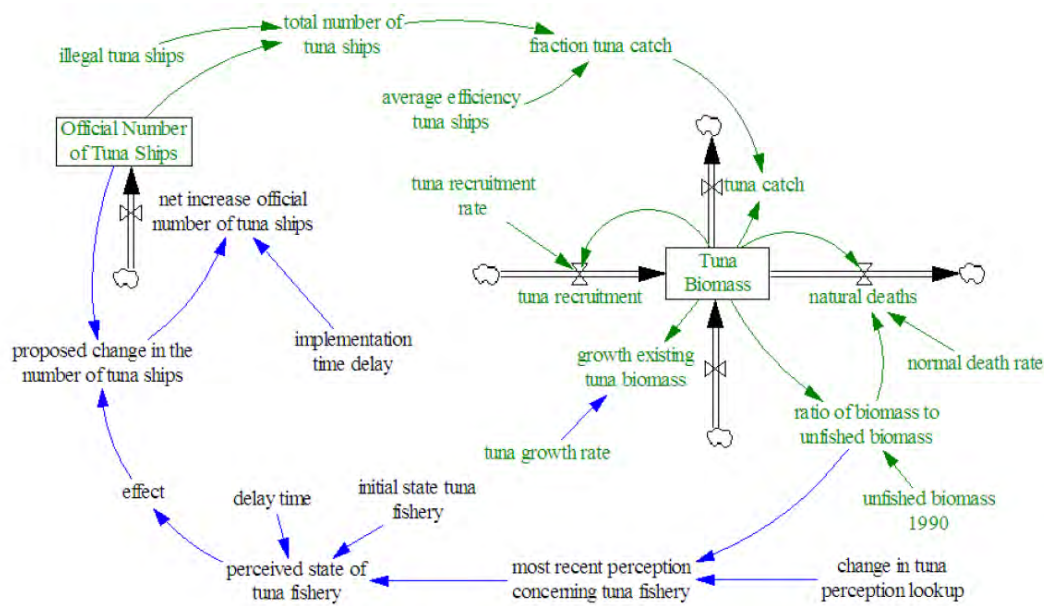 total number of
tuna ships
illegal tuna ships
fraction tuna catch
average efficiency
tuna ships
Official Number
of Tuna Ships
tuna recruitment
rate
tuna catch
net increase official
number of tuna ships
Tuna
Biomass
tuna recruitment
natural deaths
implementation
time delay
proposed change in the
number of tuna ships
growth existing
tuna biomass
normal death rate
ratio of biomass to
unfished biomass
tuna growth rate
effect
delay time
initial state tuna
fishery
unfished biomass
1990
perceived state of
tuna fishery
most recent perception
concerning tuna fishery
change in tuna
perception lookup